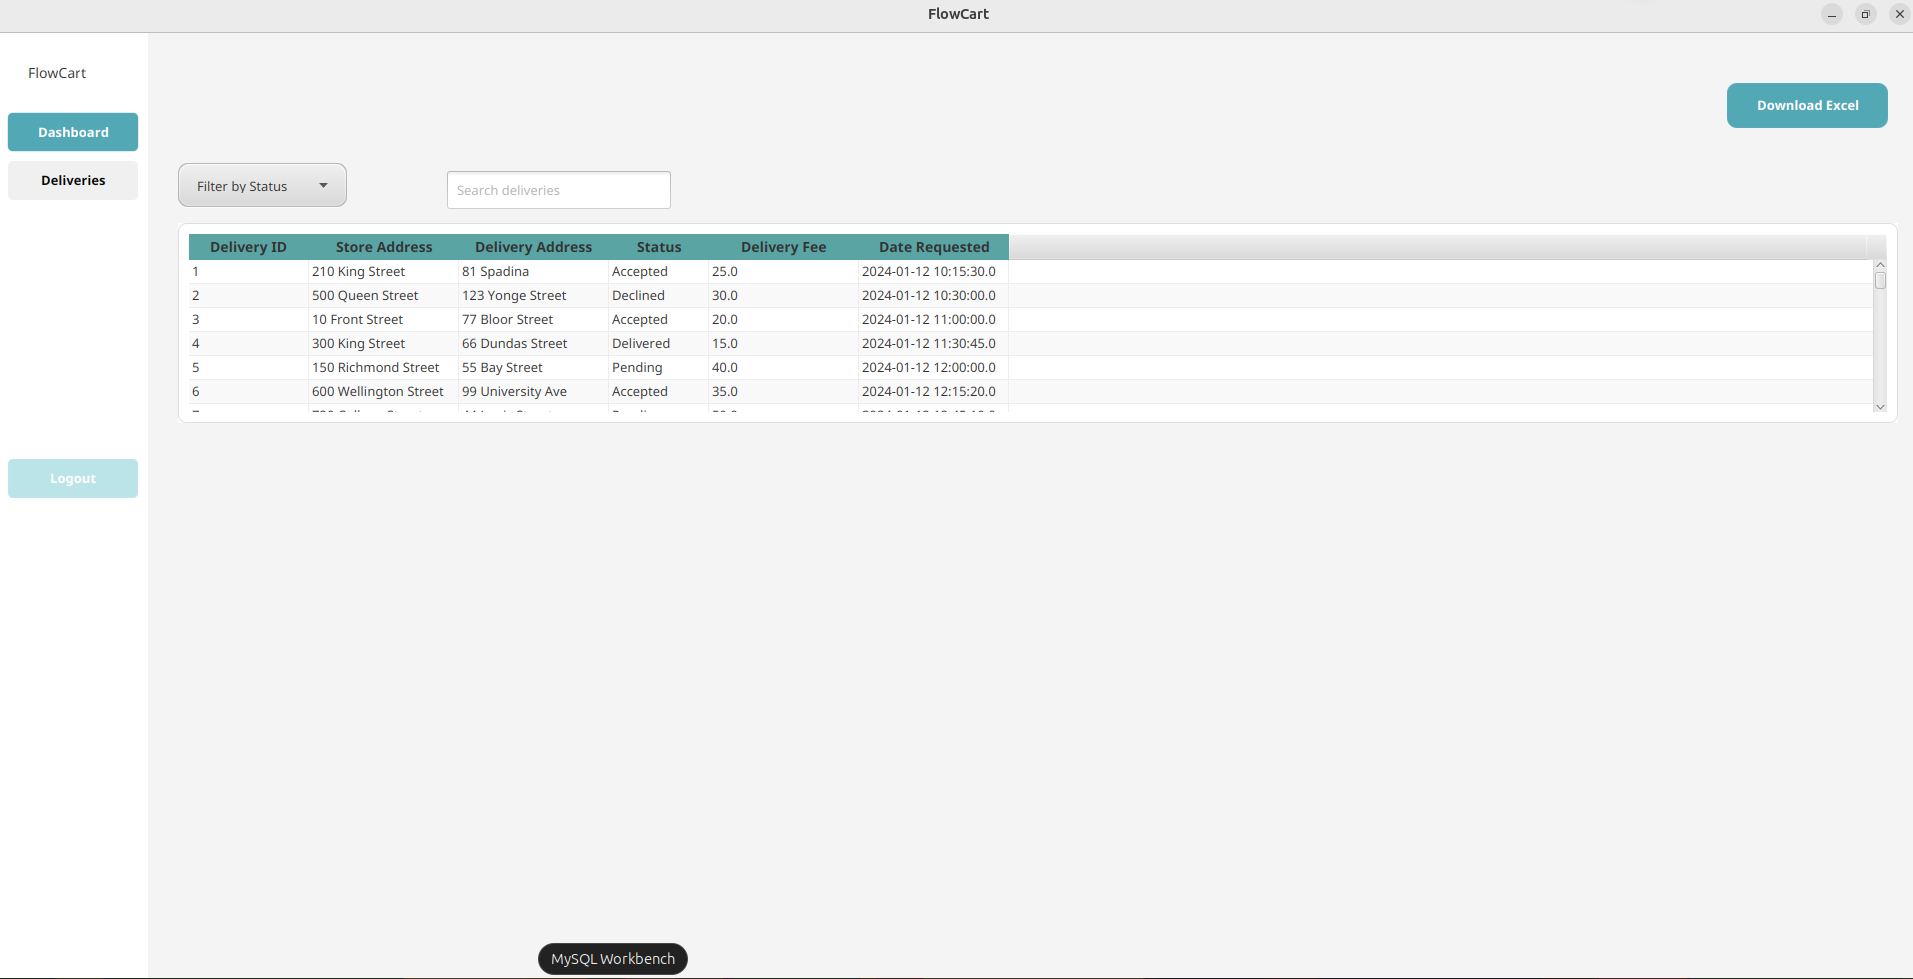 FlowCart
FlowCart
Dashboard
Deliveries
Logout
Download Excel
Filter by Status
Search deliveries
Delivery ID Store Address Delivery Address Status Delivery Fee Date Requested
1 210 King Street 81 Spadina Accepted 25.0 2024-01-12 10:15:30.0
2 500 Queen Street 123 Yonge Street Declined 30.0 2024-01-12 10:30:00.0
3 10 Front Street 77 Bloor Street Accepted 20.0 2024-01-12 11:00:00.0
4 300 King Street 66 Dundas Street Delivered 15.0 2024-01-12 11:30:45.0
5 150 Richmond Street 55 Bay Street Pending 40.0 2024-01-12 12:00:00.0
6 600 Wellington Street 99 University Ave Accepted 35.0 2024-01-12 12:15:20.0
MySQL Workbench